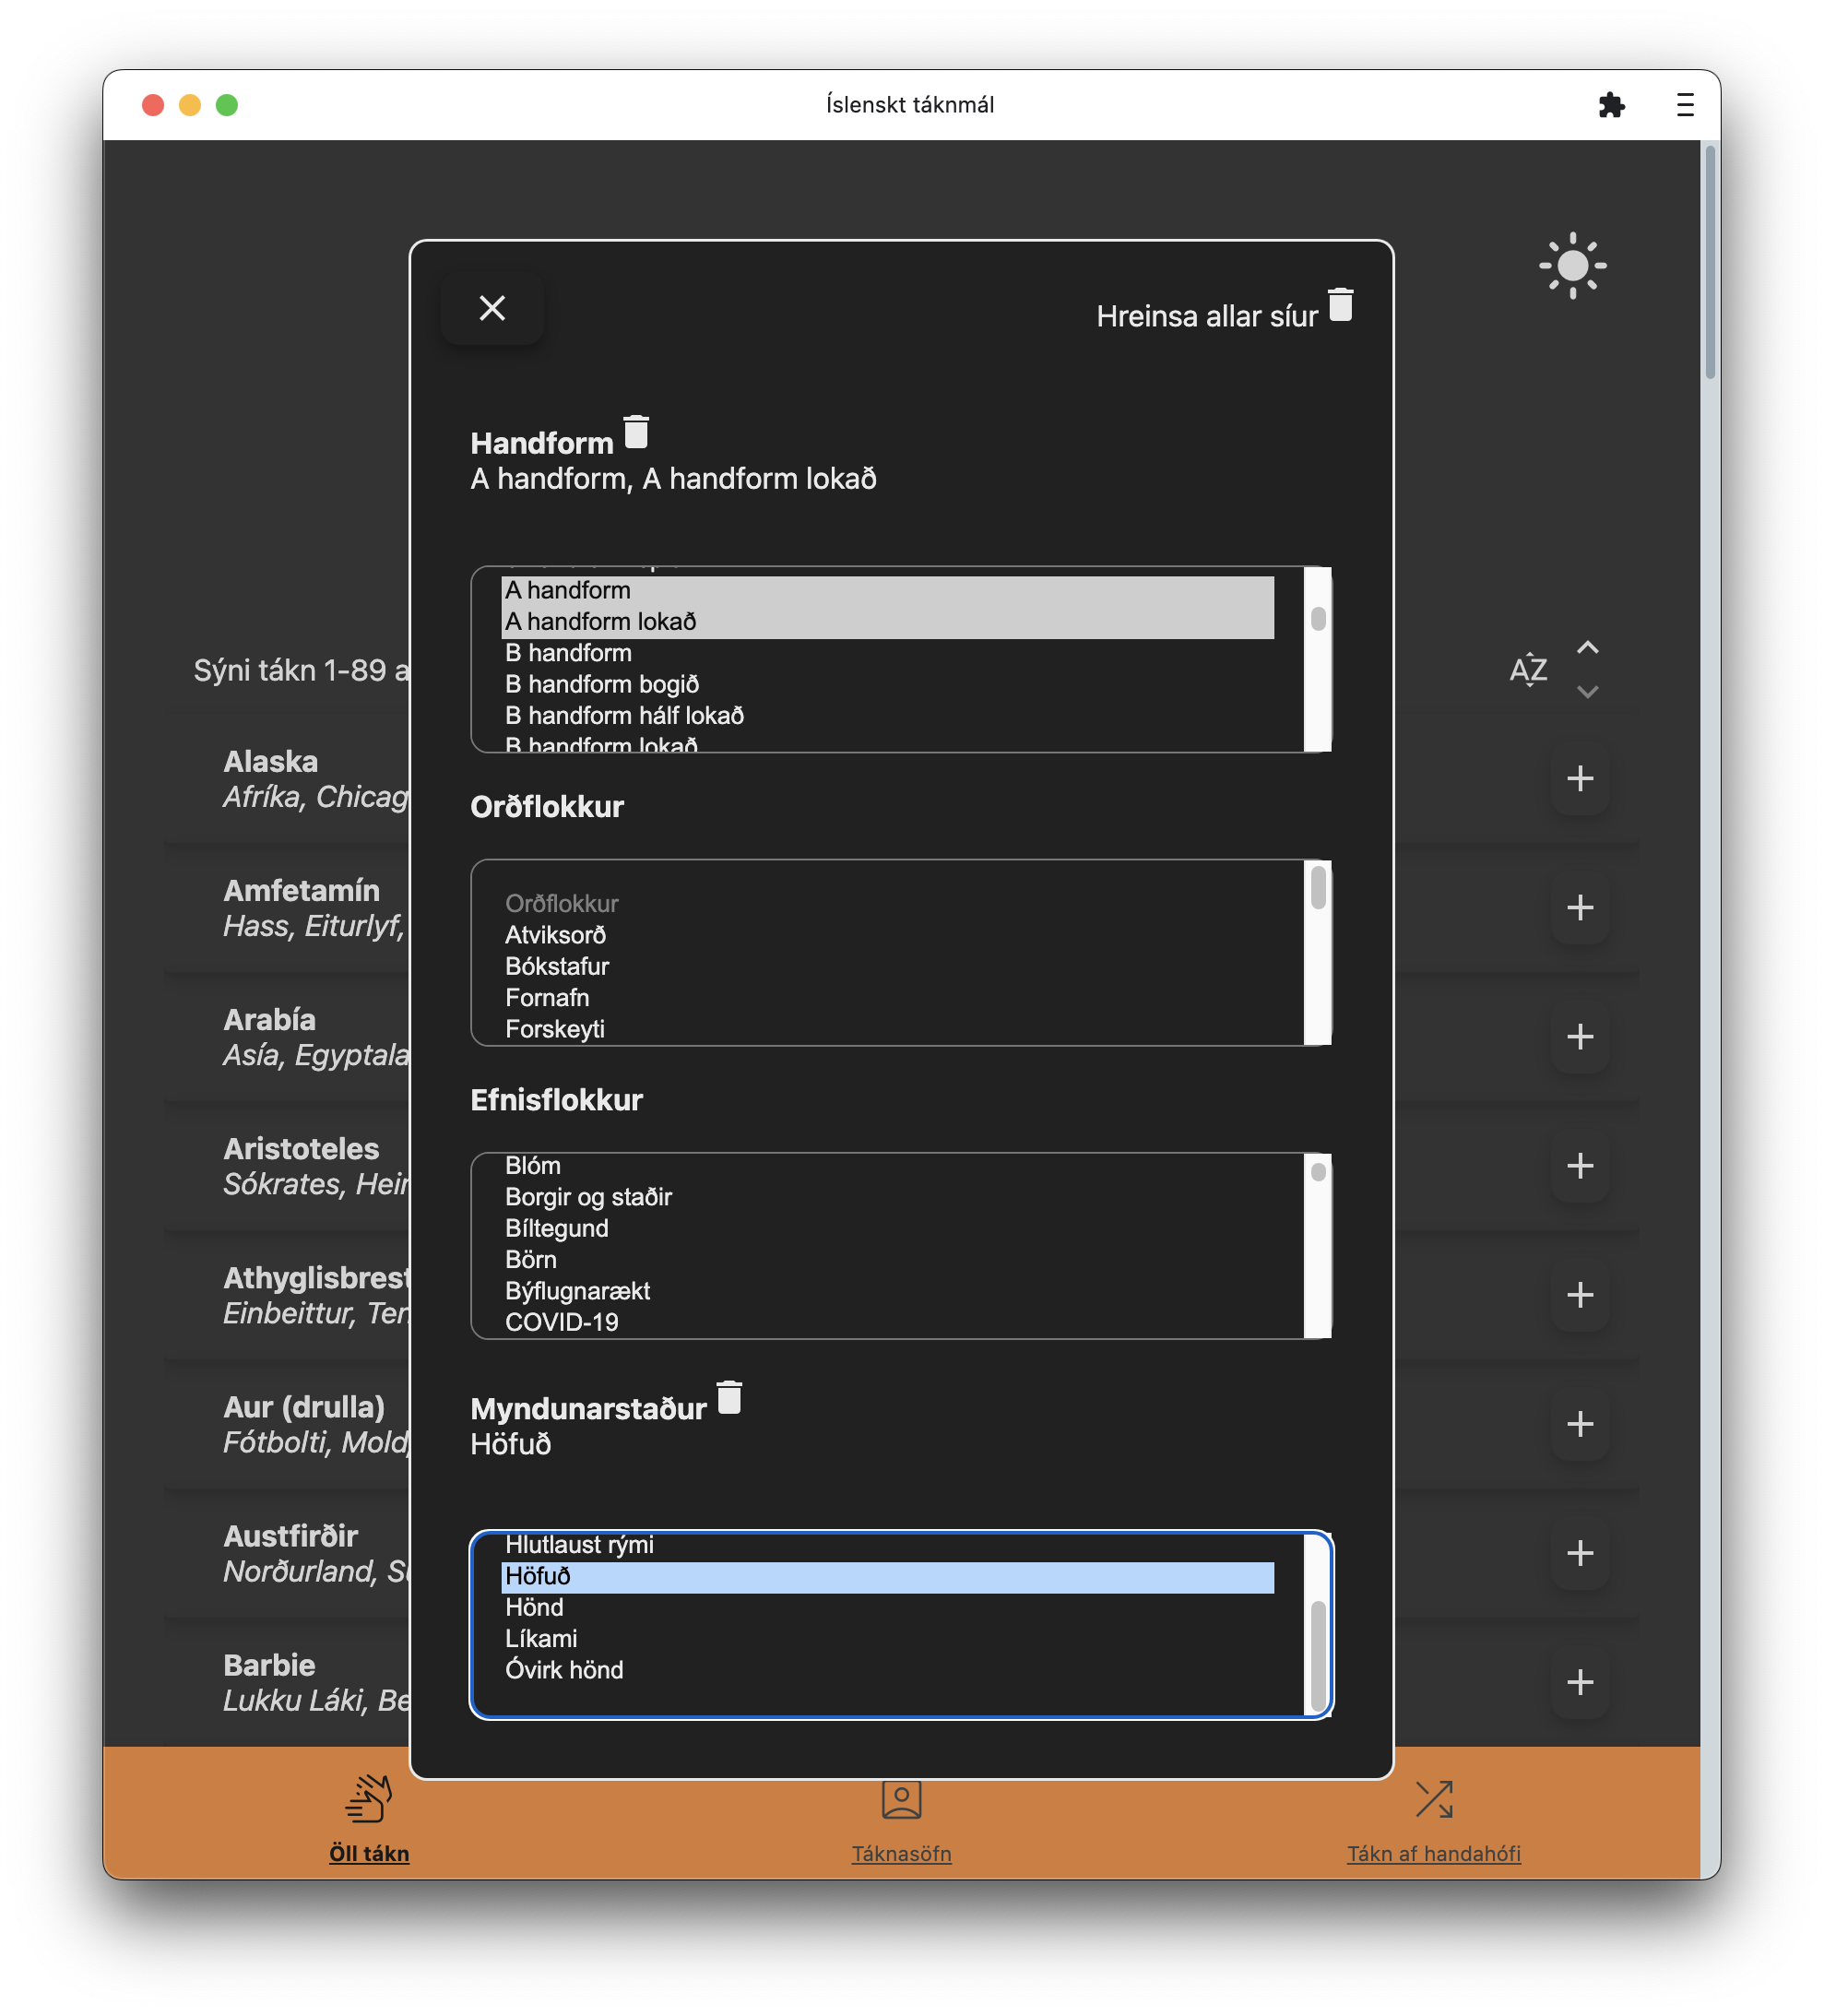 Íslenskt táknmál
Hreinsa allar síur
Handform
A handform, A handform lokað
A handform
A handform lokað
B handform
B handform bogið
B handform hálf lokað
B handform lokað
Orðflokkur
Orðflokkur
Atviksorð
Bókstafur
Fornafn
Forskeyti
Efnisflokkur
Blóm
Borgir og staðir
Bíltegund
Börn
Býflugnarækt
COVID-19
Myndunarstaður
Höfuð
Hlutlaust rými
Höfuð
Hönd
Líkami
Óvirk hönd
Sýni tákn 1-89 a
AZ
Alaska
Afríka, Chicag
Amfetamín
Hass, Eiturlyf,
Arabía
Asía, Egyptala
Aristoteles
Sókrates, Hei
Athyglisbrest
Einbeittur, Ter
Aur (drulla)
Fótbolti, Mold,
Austfirðir
Norðurland, Su
Barbie
Lukku Láki, Be
Öll tákn
Táknasöfn
Tákn af handahófi